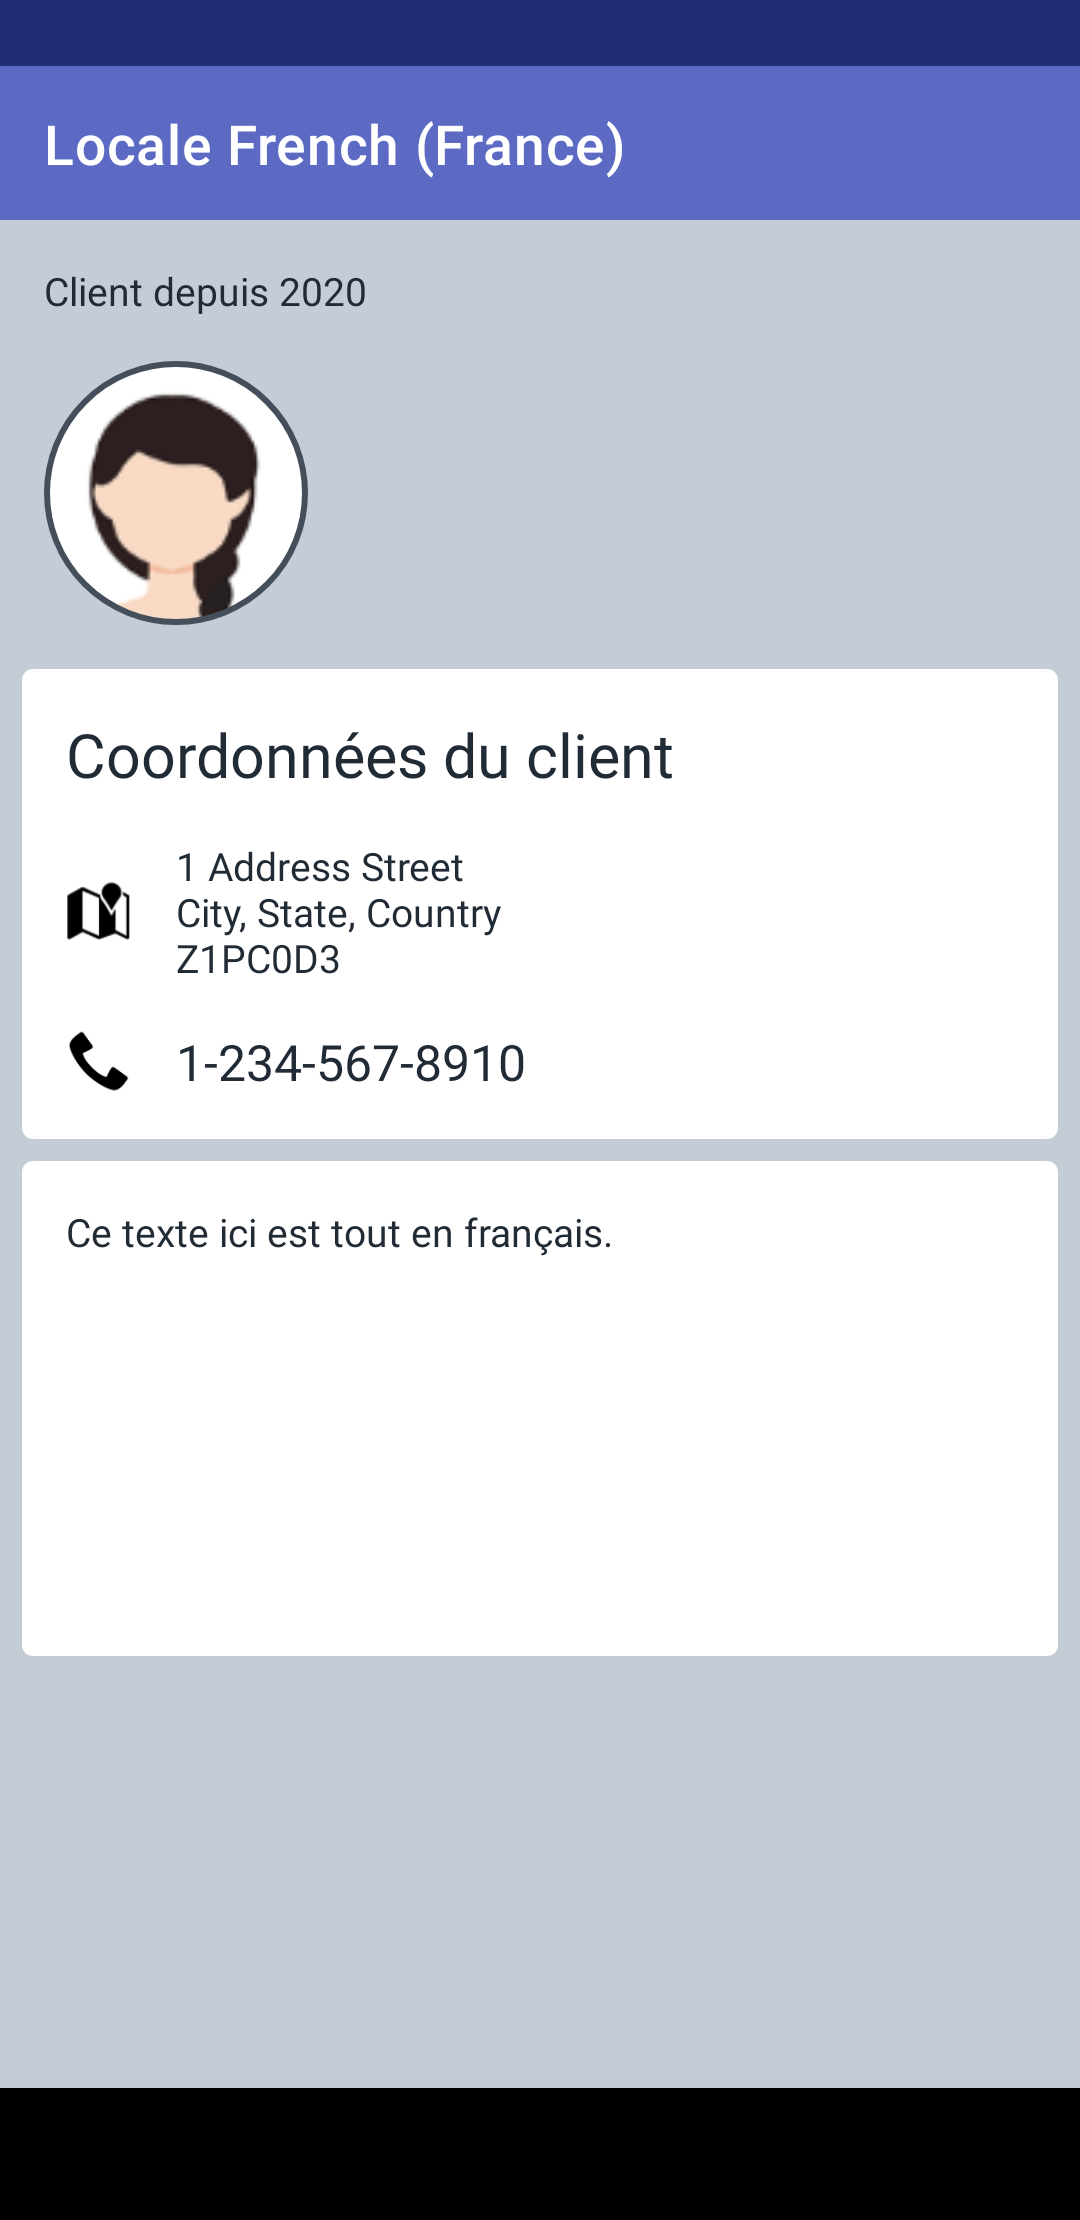 Locale French (France)
Client depuis 2020
Coordonnées du client
1 Address Street
City, State, Country
Z1PC0D3
1-234-567-8910
Ce texte ici est tout en français.